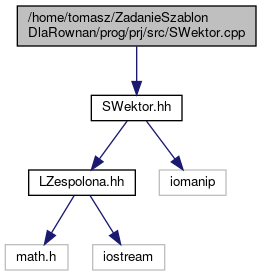 /home/tomasz/ZadanieSzablon
DlaRownan/prog/prj/src/SWektor.cpp
SWektor.hh
LZespolona.hh
iomanip
math.h
iostream